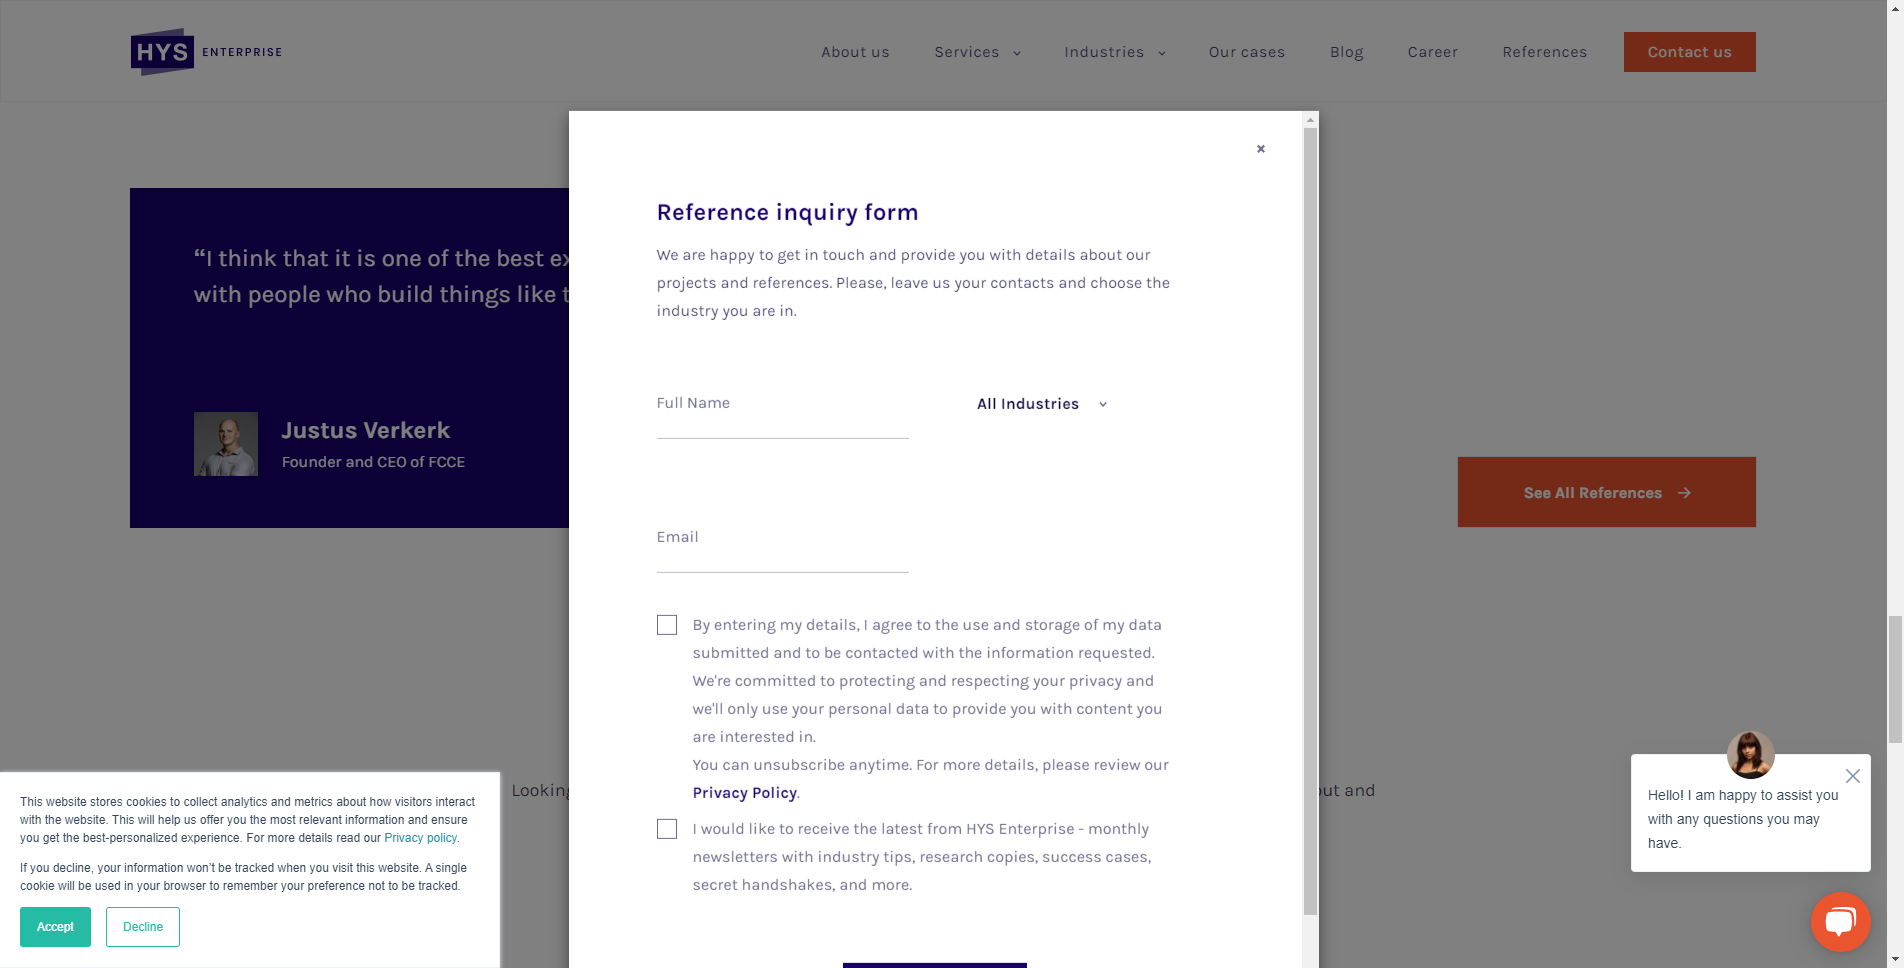 HYS ENTERPRISE
About us Services Industries Our cases Blog Career References Contact us
×
Reference inquiry form
We are happy to get in touch and provide you with details about our
projects and references. Please, leave us your contacts and choose the
industry you are in.
Full Name
All Industries
Email
By entering my details, I agree to the use and storage of my data
submitted and to be contacted with the information requested.
We're committed to protecting and respecting your privacy and
we'll only use your personal data to provide you with content you
are interested in.
You can unsubscribe anytime. For more details, please review our
Privacy Policy.
I would like to receive the latest from HYS Enterprise - monthly
newsletters with industry tips, research copies, success cases,
secret handshakes, and more.
“I think that it is one of the best
with people who build things like
Justus Verkerk
Founder and CEO of FCCE
See All References →
Looking
and
This website stores cookies to collect analytics and metrics about how visitors interact
with the website. This will help us offer you the most relevant information and ensure
you get the best-personalized experience. For more details read our Privacy policy.
If you decline, your information won’t be tracked when you visit this website. A single
cookie will be used in your browser to remember your preference not to be tracked.
Accept
Decline
Hello! I am happy to assist you
with any questions you may
have.